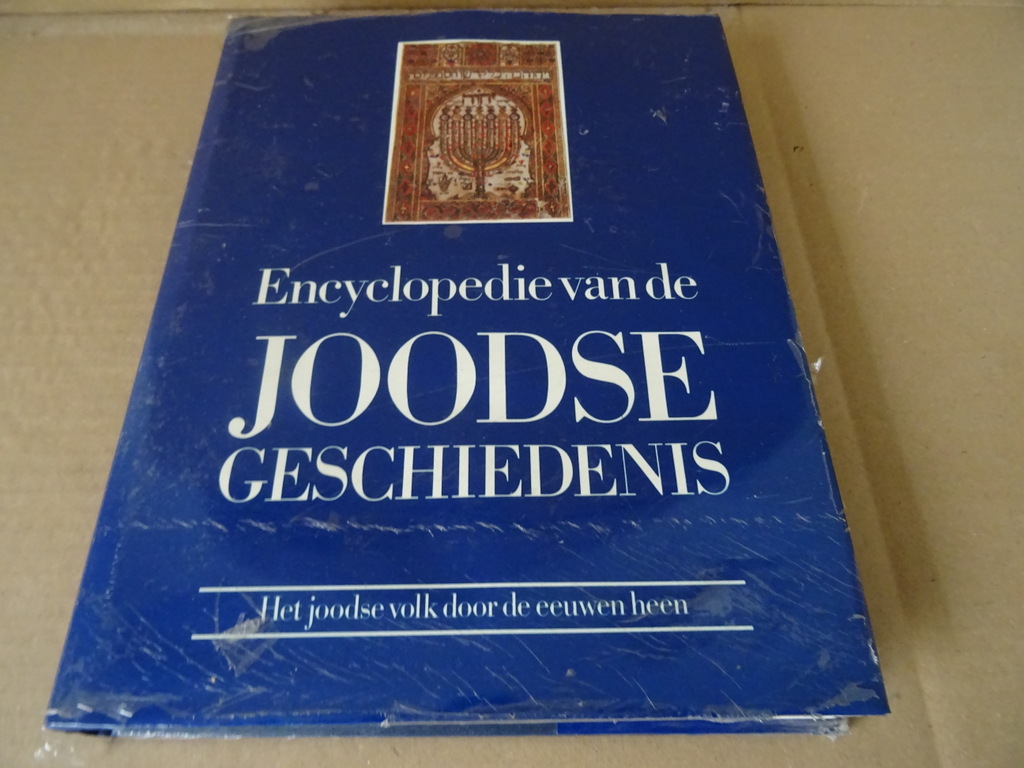 Encyclopedie van de
JOODSE
GESCHIEDENIS
Het joodse volk door de eeuwen heen